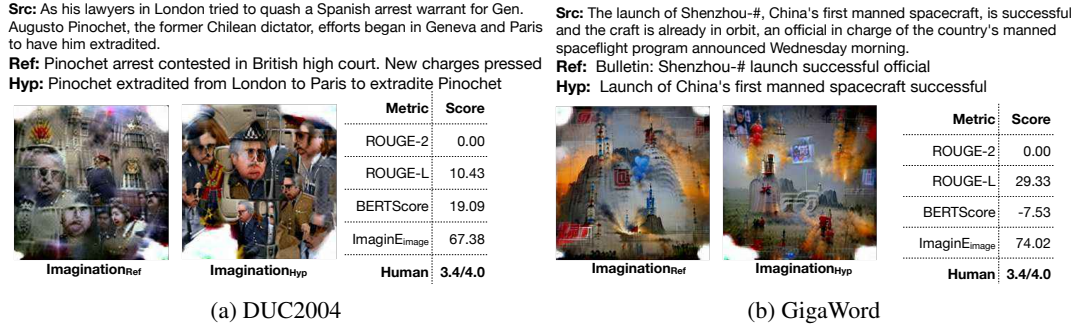 Src: As his lawyers in London tried to quash a Spanish arrest warrant for Gen.
Augusto Pinochet, the former Chilean dictator, efforts began in Geneva and Paris
to have him extradited.
Ref: Pinochet arrest contested in British high court. New charges pressed
Hyp: Pinochet extradited from London to Paris to extradite Pinochet
Metric Score
ROUGE-2 0.00
ROUGE-L 10.43
BERTScore 19.09
ImaginEimage 67.38
Human 3.4/4.0
ImaginationRef ImaginationHyp
(a) DUC2004
Src: The launch of Shenzhou-#, China's first manned spacecraft, is successful
and the craft is already in orbit, an official in charge of the country's manned
spaceflight program announced Wednesday morning.
Ref: Bulletin: Shenzhou-# launch successful official
Hyp: Launch of China's first manned spacecraft successful
Metric Score
ROUGE-2 0.00
ROUGE-L 29.33
BERTScore -7.53
ImaginEimage 74.02
Human 3.4/4.0
ImaginationRef ImaginationHyp
(b) GigaWord